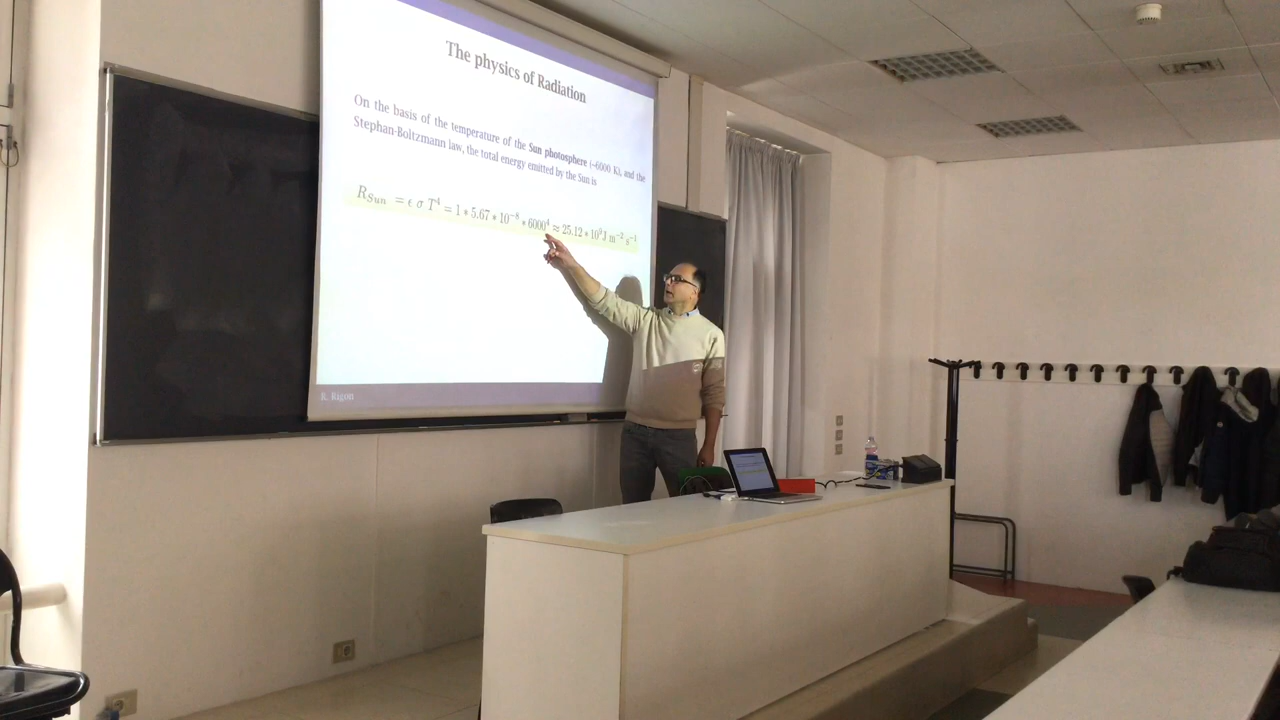 The physics of Radiation
On the basis of the temperature of the Sun photosphere (~6000 K), and the
Stephan-Boltzmann law, the total energy emitted by the Sun is
R_Sun = ϵ σ T⁴ = 1 * 5.67 * 10⁻⁸ * 6000⁴ ≈ 25.12 * 10⁹ J m⁻² s⁻¹
R. Rigon